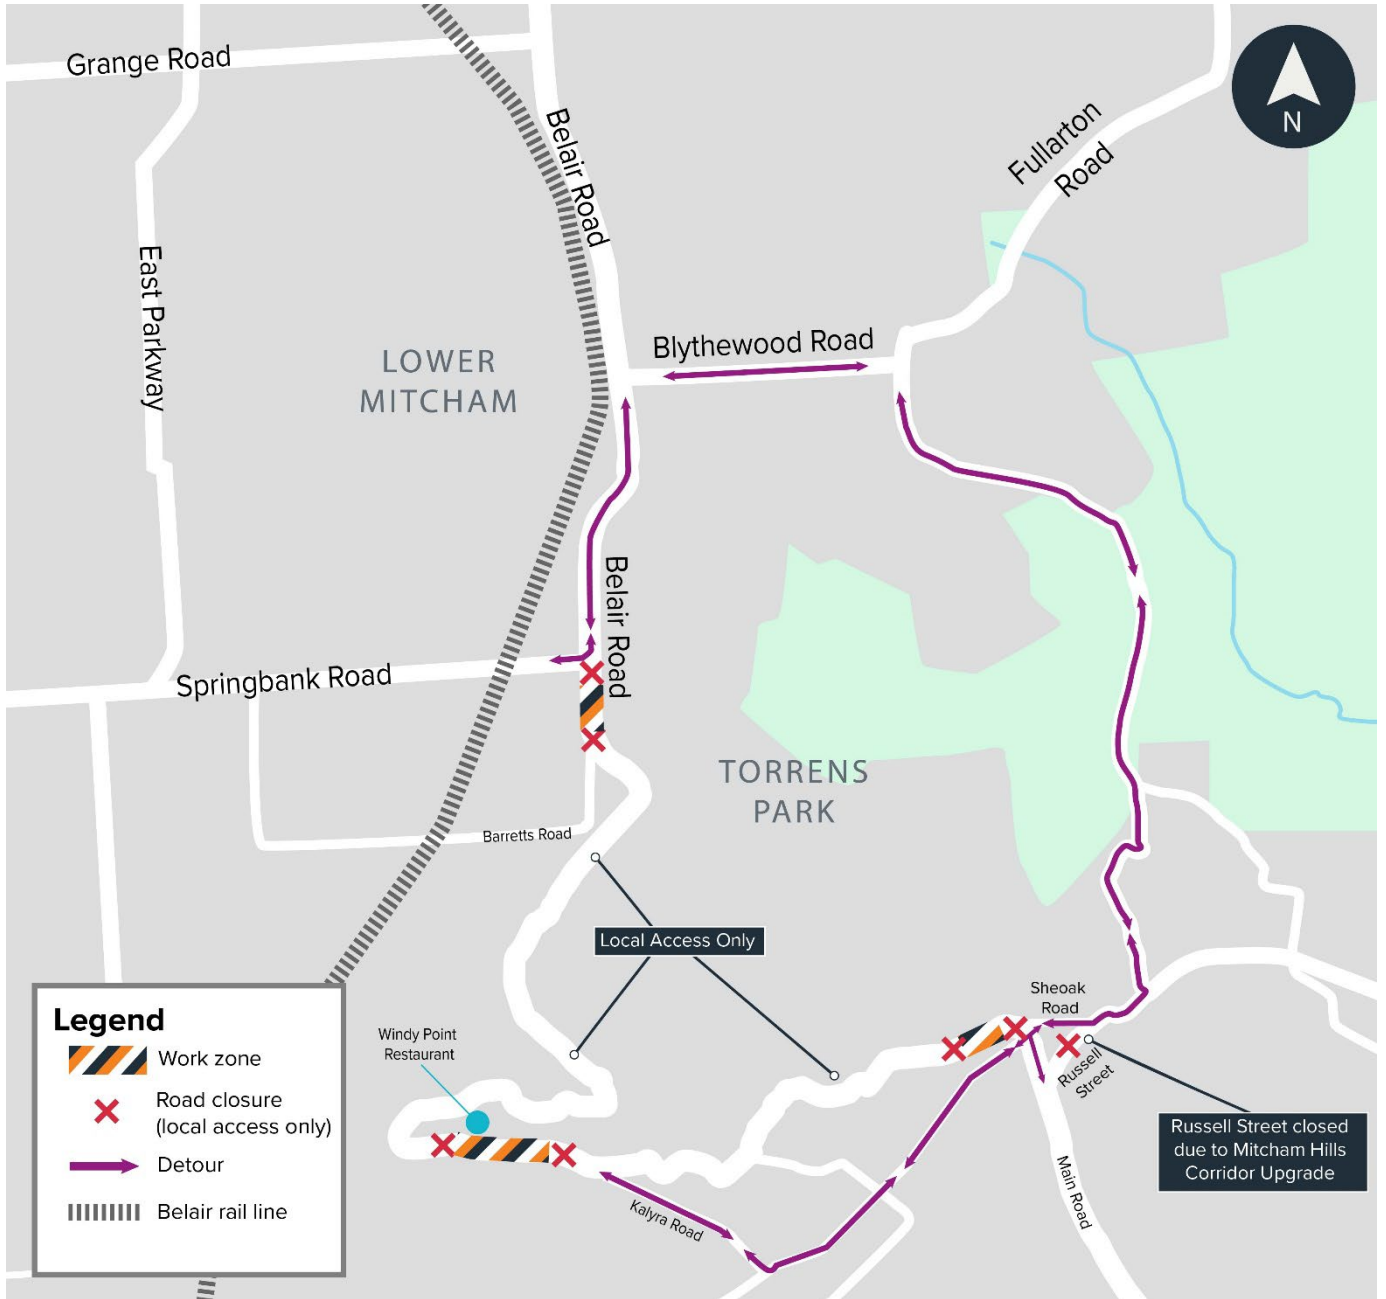 Grange Road
Belair Road
Fullarton
Road
N
East Parkway
Blythewood Road
LOWER
MITCHAM
Belair Road
Springbank Road
TORRENS
PARK
Barretts Road
Local Access Only
Sheoak
Road
Windy Point
Restaurant
Russell
Street
Russell Street closed
due to Mitcham Hills
Corridor Upgrade
Main Road
Kalyra Road
Legend
Work zone
Road closure
(local access only)
Detour
Belair rail line